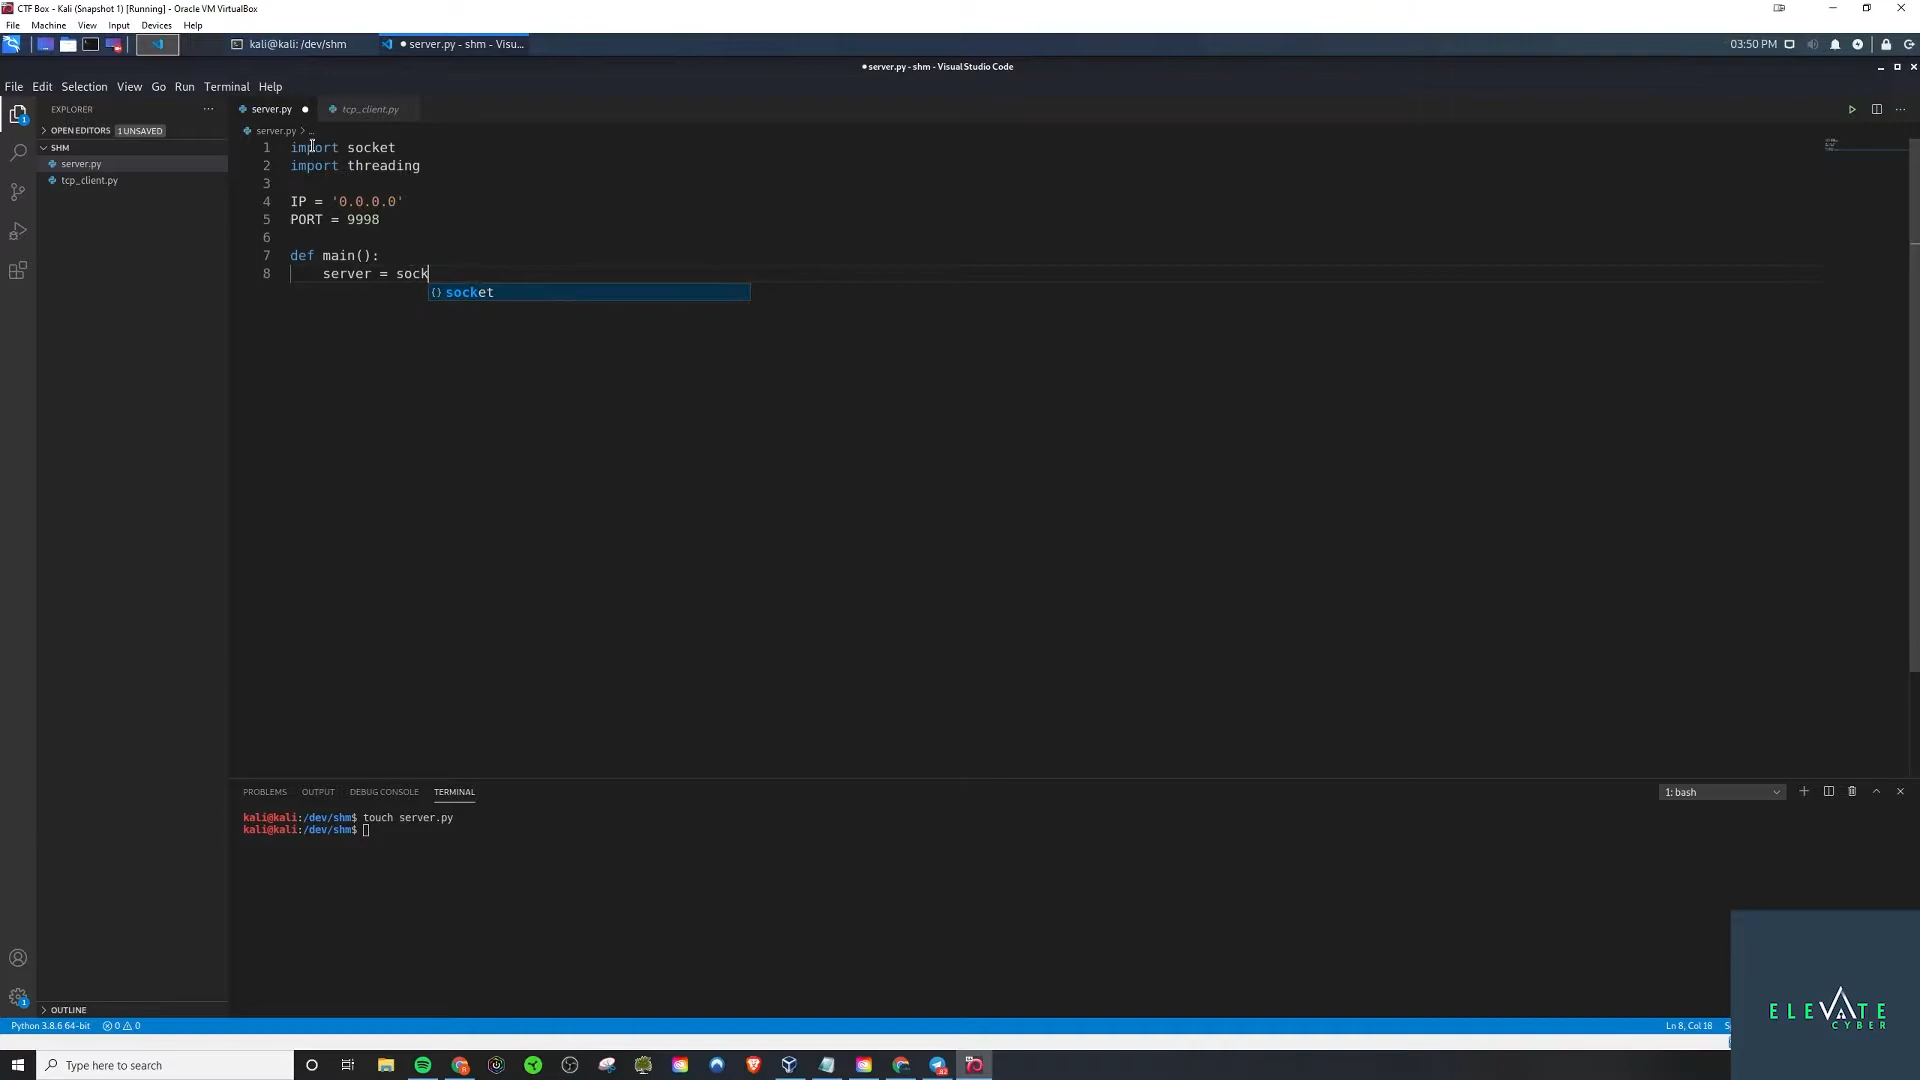 CTF Box - Kali (Snapshot 1) [Running] - Oracle VM VirtualBox
File Machine View Input Devices Help
kali@kali: /dev/shm
● server.py - shm - Visu...
03:50 PM
● server.py - shm - Visual Studio Code
File Edit Selection View Go Run Terminal Help
EXPLORER ...
server.py ●
tcp_client.py
OPEN EDITORS 1 UNSAVED
server.py > ...
SHM
server.py
tcp_client.py
1 import socket
2 import threading
3
4 IP = '0.0.0.0'
5 PORT = 9998
6
7 def main():
8 server = sock
{} socket
PROBLEMS OUTPUT DEBUG CONSOLE TERMINAL
1: bash
kali@kali:/dev/shm$ touch server.py
kali@kali:/dev/shm$
OUTLINE
Python 3.8.6 64-bit 0 0
Ln 8, Col 18
ELEVATE
CYBER
Type here to search